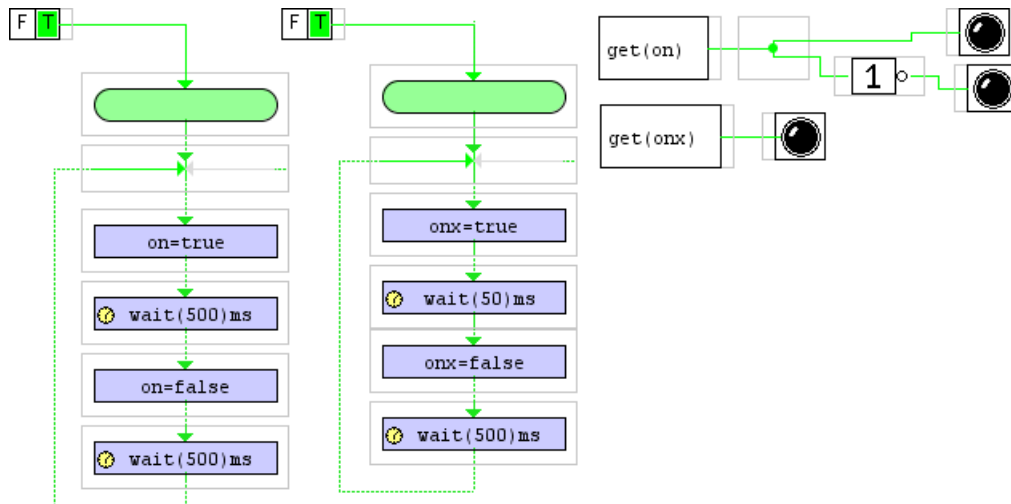 F T
on=true
wait(500)ms
on=false
wait(500)ms
F T
onx=true
wait(50)ms
onx=false
wait(500)ms
get(on)
1
get(onx)